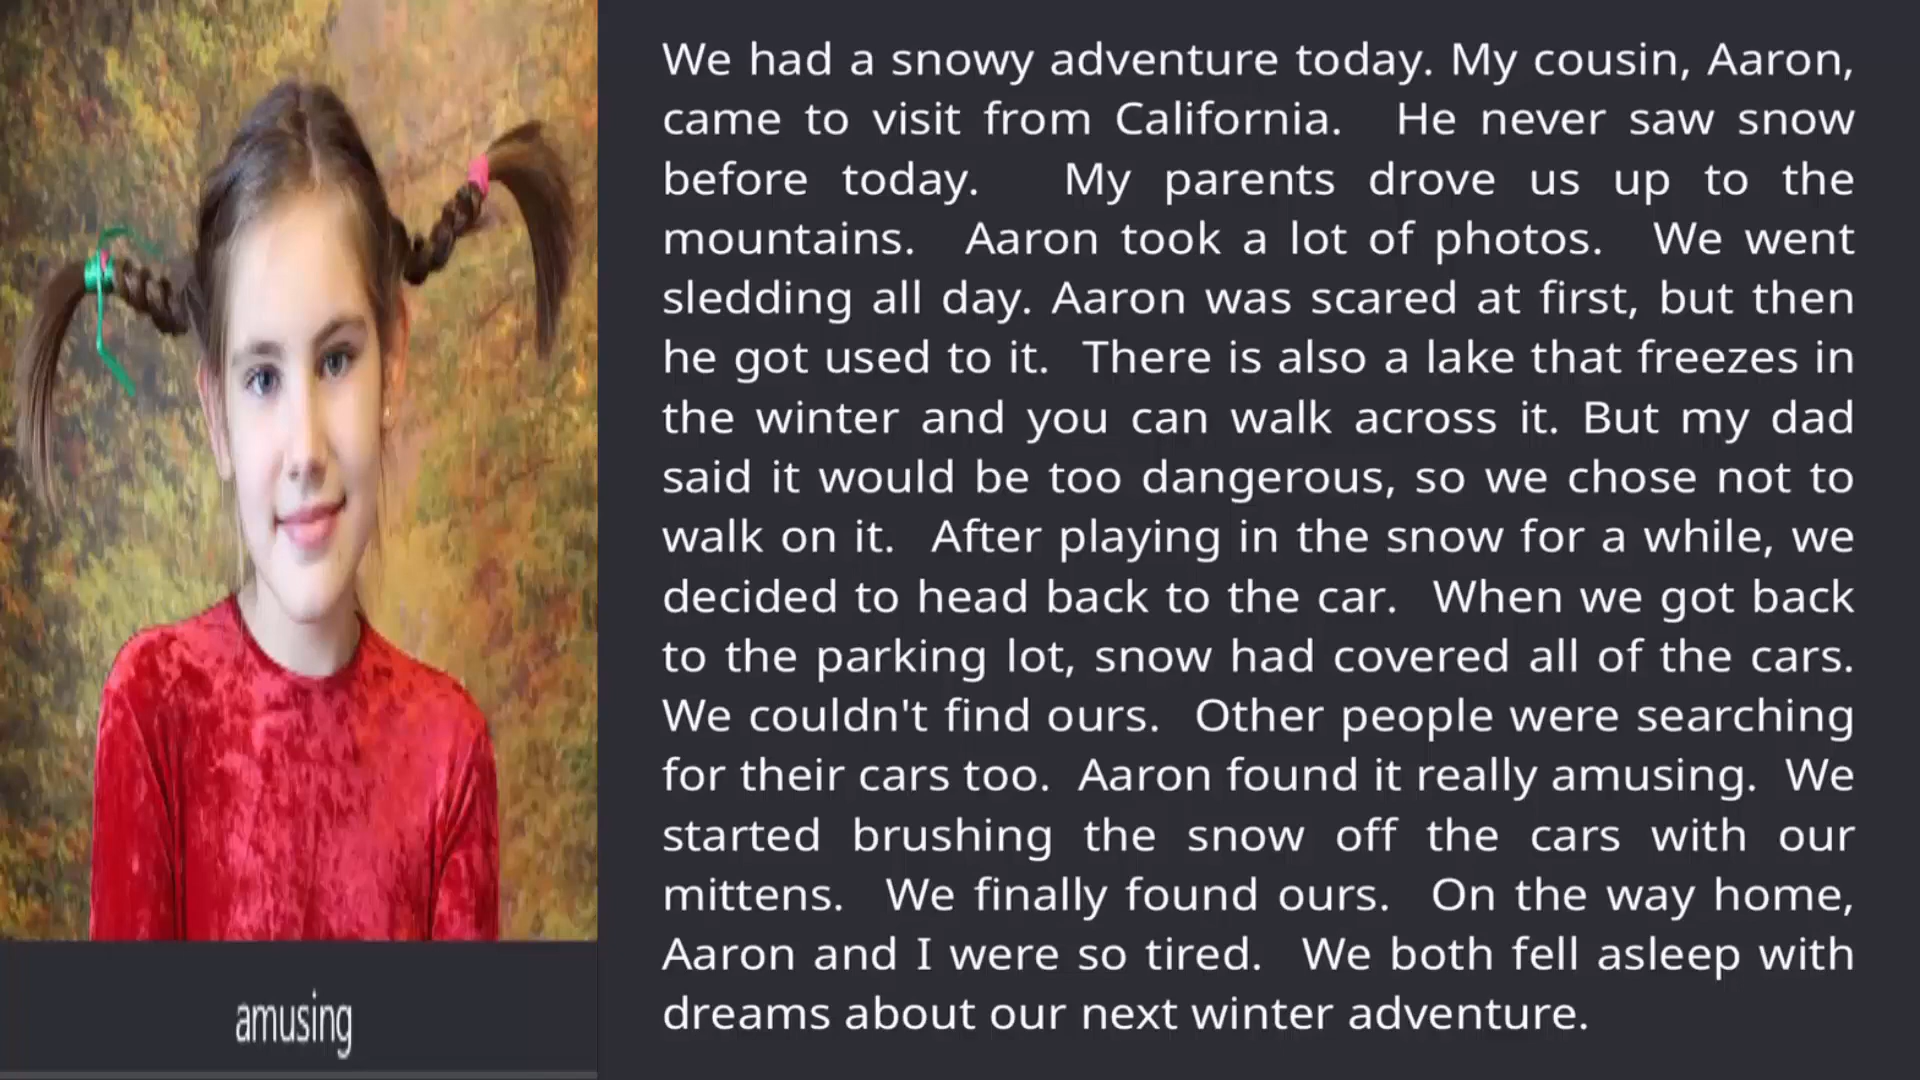 We had a snowy adventure today. My cousin, Aaron,
came to visit from California. He never saw snow
before today. My parents drove us up to the
mountains. Aaron took a lot of photos. We went
sledding all day. Aaron was scared at first, but then
he got used to it. There is also a lake that freezes in
the winter and you can walk across it. But my dad
said it would be too dangerous, so we chose not to
walk on it. After playing in the snow for a while, we
decided to head back to the car. When we got back
to the parking lot, snow had covered all of the cars.
We couldn't find ours. Other people were searching
for their cars too. Aaron found it really amusing. We
started brushing the snow off the cars with our
mittens. We finally found ours. On the way home,
Aaron and I were so tired. We both fell asleep with
dreams about our next winter adventure.
amusing